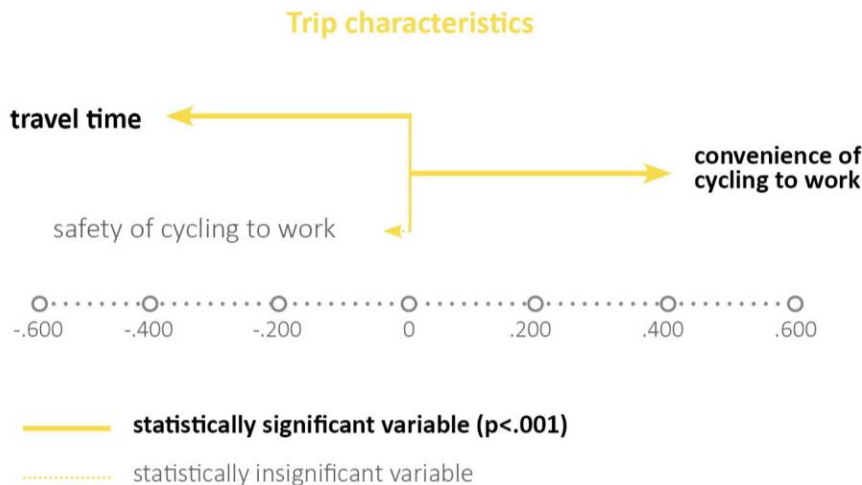 Trip characteristics
travel time
convenience of
cycling to work
safety of cycling to work
-.600 -.400 -.200 0 .200 .400 .600
statistically significant variable (p<.001)
statistically insignificant variable